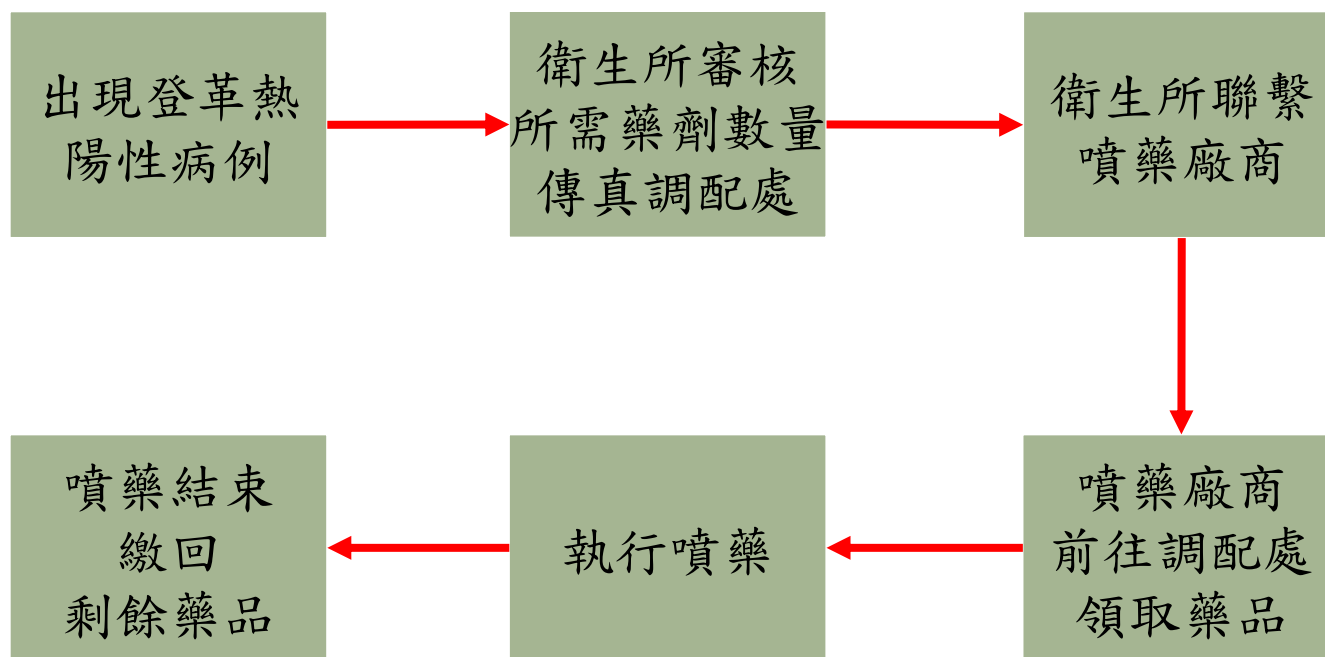 出現登革熱
陽性病例
衛生所審核
所需藥劑數量
傳真調配處
衛生所聯繫
噴藥廠商
噴藥廠商
前往調配處
領取藥品
執行噴藥
噴藥結束
繳回
剩餘藥品